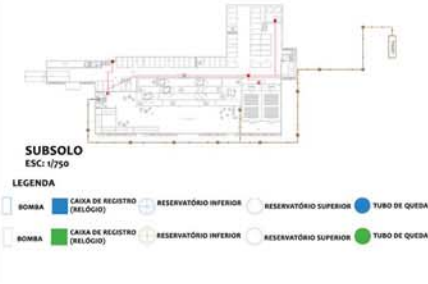 SUBSOLO
ESC: 1/750
LEGENDA
BOMBA
CAIXA DE REGISTRO
(RELÓGIO)
RESERVATÓRIO INFERIOR
RESERVATÓRIO SUPERIOR
TUBO DE QUEDA
BOMBA
CAIXA DE REGISTRO
(RELÓGIO)
RESERVATÓRIO INFERIOR
RESERVATÓRIO SUPERIOR
TUBO DE QUEDA